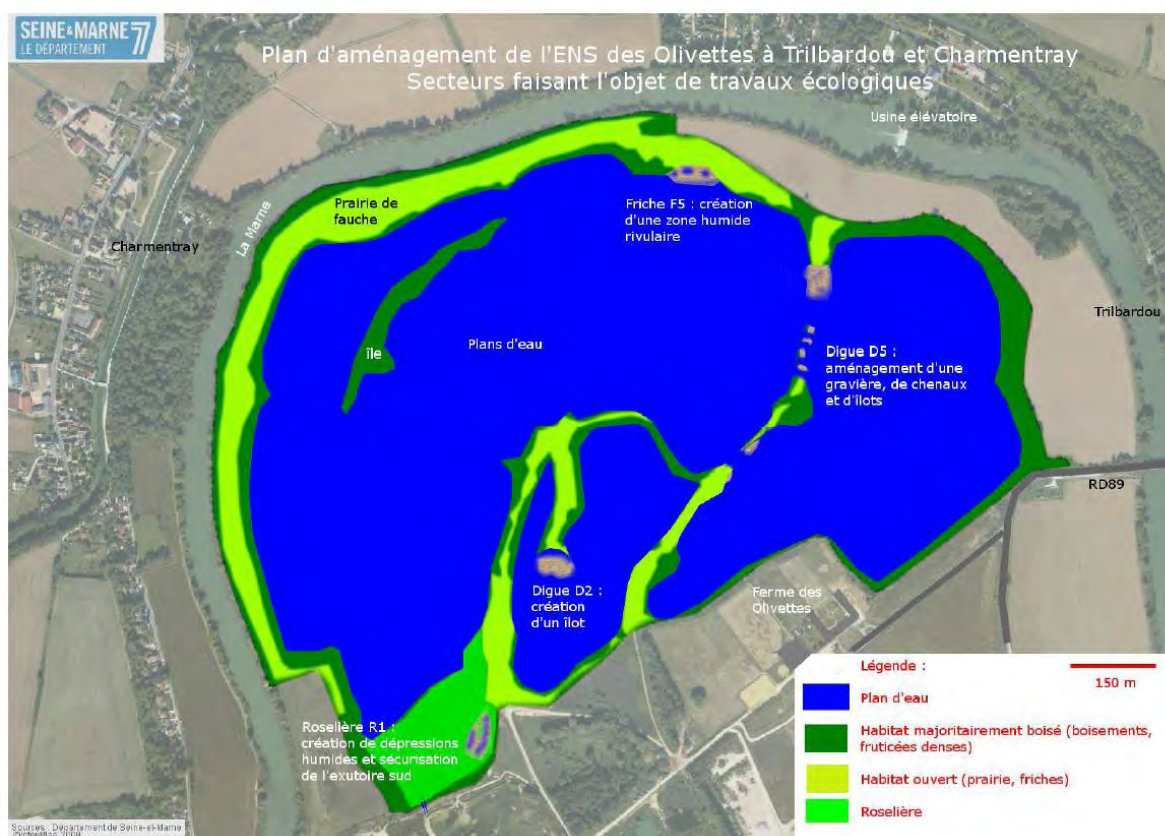 SEINE&MARNE 77
LE DÉPARTEMENT
Plan d'aménagement de l'ENS des Olivettes à Trilbardou et Charmentray
Secteurs faisant l'objet de travaux écologiques
Usine élévatoire
Prairie de
fauche
Friche F5 : création
d'une zone humide
rivulaire
La Marne
Charmentray
Trilbardou
île
Plans d'eau
Digue D5 :
aménagement d'une
gravière, de chenaux
et d'îlots
RD89
Digue D2 :
création
d'un îlot
Ferme des
Olivettes
Roselière R1 :
création de dépressions
humides et sécurisation
de l'exutoire sud
Légende :
150 m
Plan d'eau
Habitat majoritairement boisé (boisements,
fruticées denses)
Habitat ouvert (prairie, friches)
Roselière
Sources : Département de Seine-et-Marne